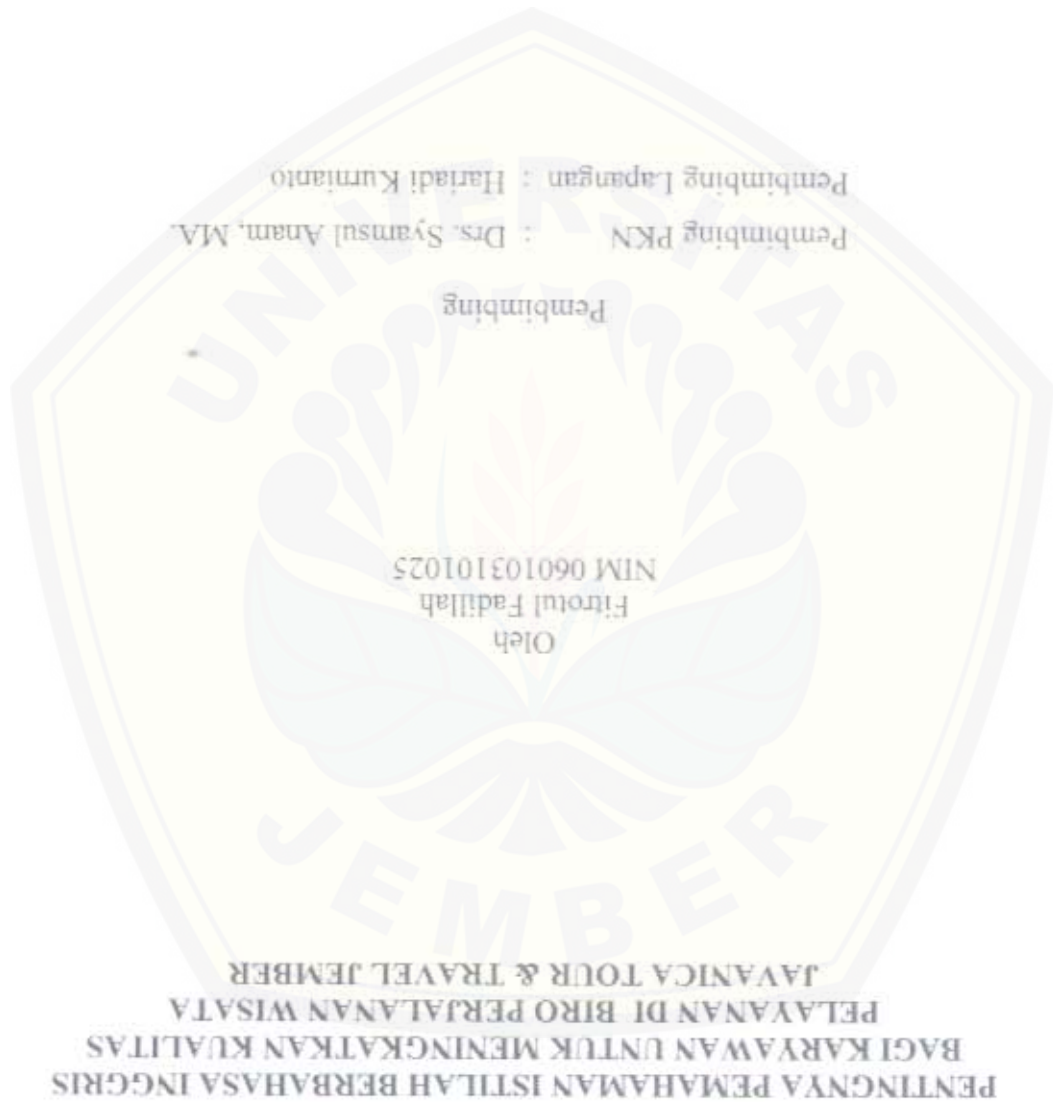 PENTINGNYA PEMAHAMAN ISTILAH BERBAHASA INGGRIS
BAGI KARYAWAN UNTUK MENINGKATKAN KUALITAS
PELAYANAN DI BIRO PERJALANAN WISATA
JAVANICA TOUR & TRAVEL JEMBER
Oleh
Fitrotul Fadillah
NIM 060103101025
Pembimbing
Pembimbing PKN : Drs. Syamsul Anam, MA.
Pembimbing Lapangan : Hariadi Kurnianto
UNIVERSITAS
JEMBER